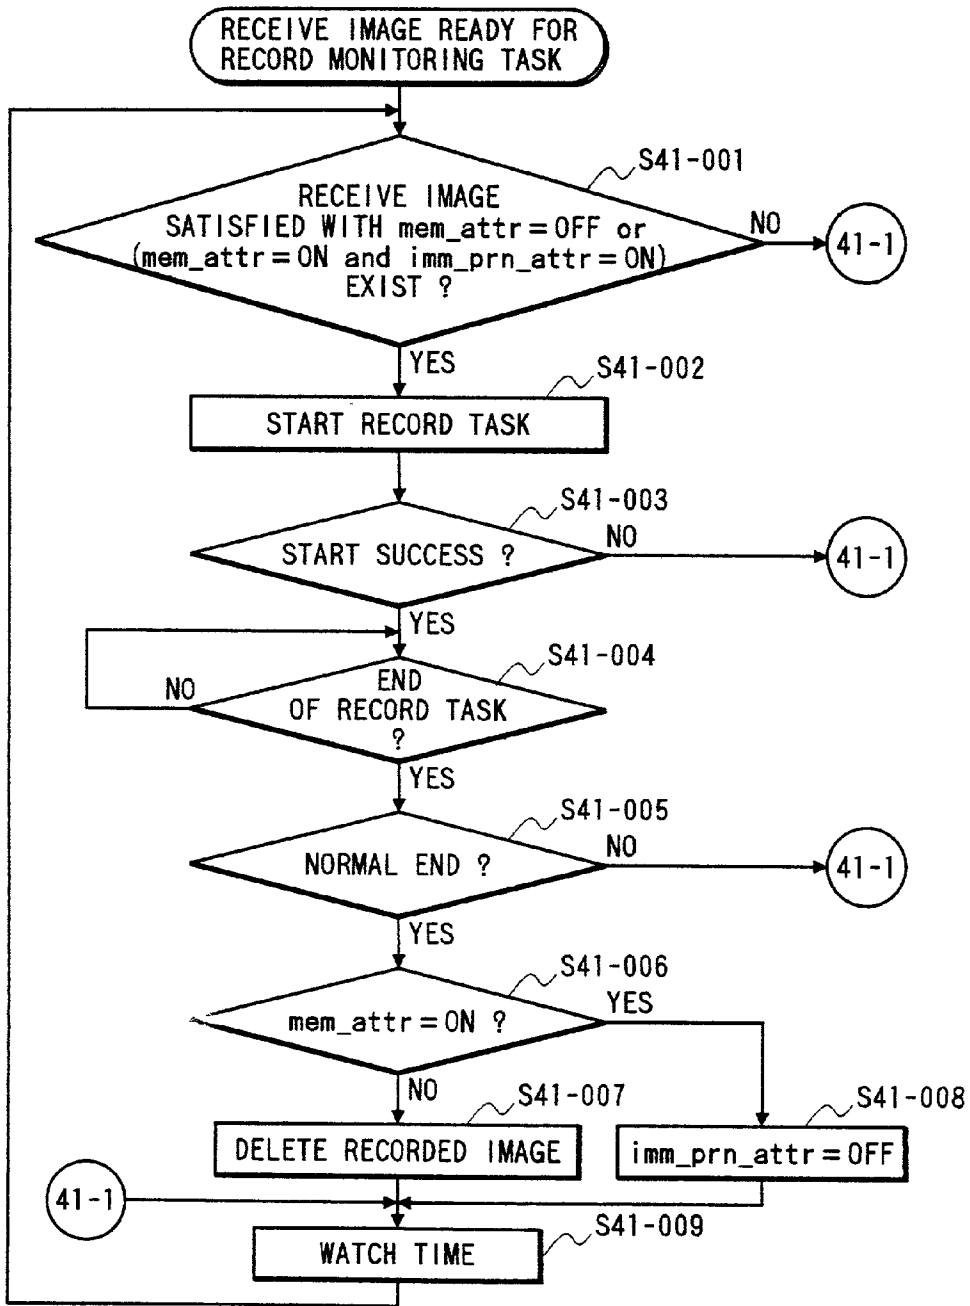 RECEIVE IMAGE READY FOR
RECORD MONITORING TASK
S41-001
RECEIVE IMAGE
SATISFIED WITH mem_attr=OFF or
(mem_attr=ON and imm_prn_attr=ON)
EXIST ?
NO
41-1
YES
S41-002
START RECORD TASK
S41-003
START SUCCESS ?
NO
41-1
YES
S41-004
END
OF RECORD TASK
?
NO
YES
S41-005
NORMAL END ?
NO
41-1
YES
S41-006
mem_attr=ON ?
YES
NO
S41-007
DELETE RECORDED IMAGE
S41-008
imm_prn_attr=OFF
41-1
S41-009
WATCH TIME